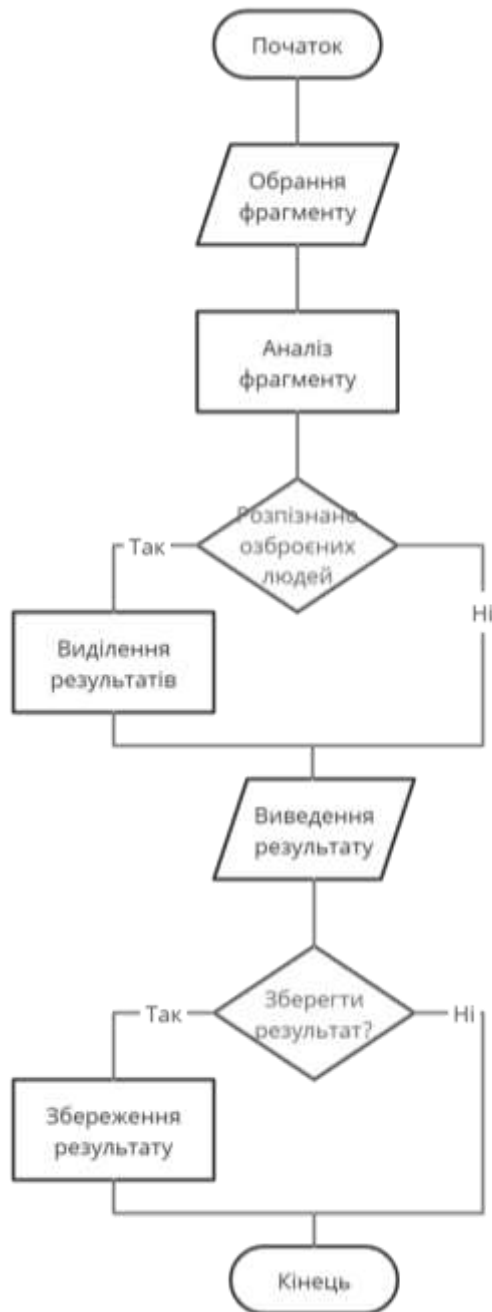 Початок
Обрання
фрагменту
Аналіз
фрагменту
Розпізнано
озброєних
людей
Так
Ні
Виділення
результатів
Виведення
результату
Зберегти
результат?
Так
Ні
Збереження
результату
Кінець